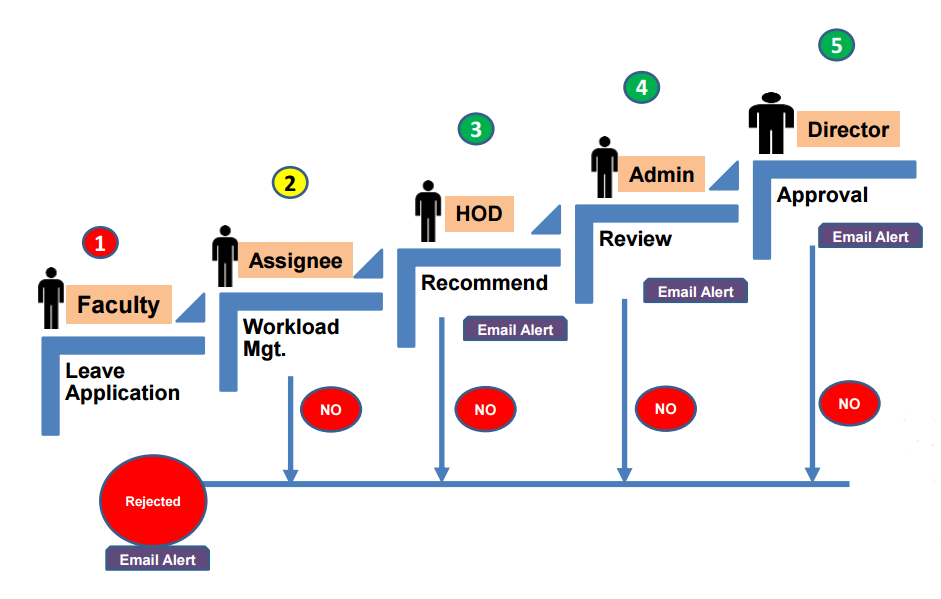 1
Faculty
Leave
Application
2
Assignee
Workload
Mgt.
NO
3
HOD
Recommend
Email Alert
NO
4
Admin
Review
Email Alert
NO
5
Director
Approval
Email Alert
NO
Rejected
Email Alert